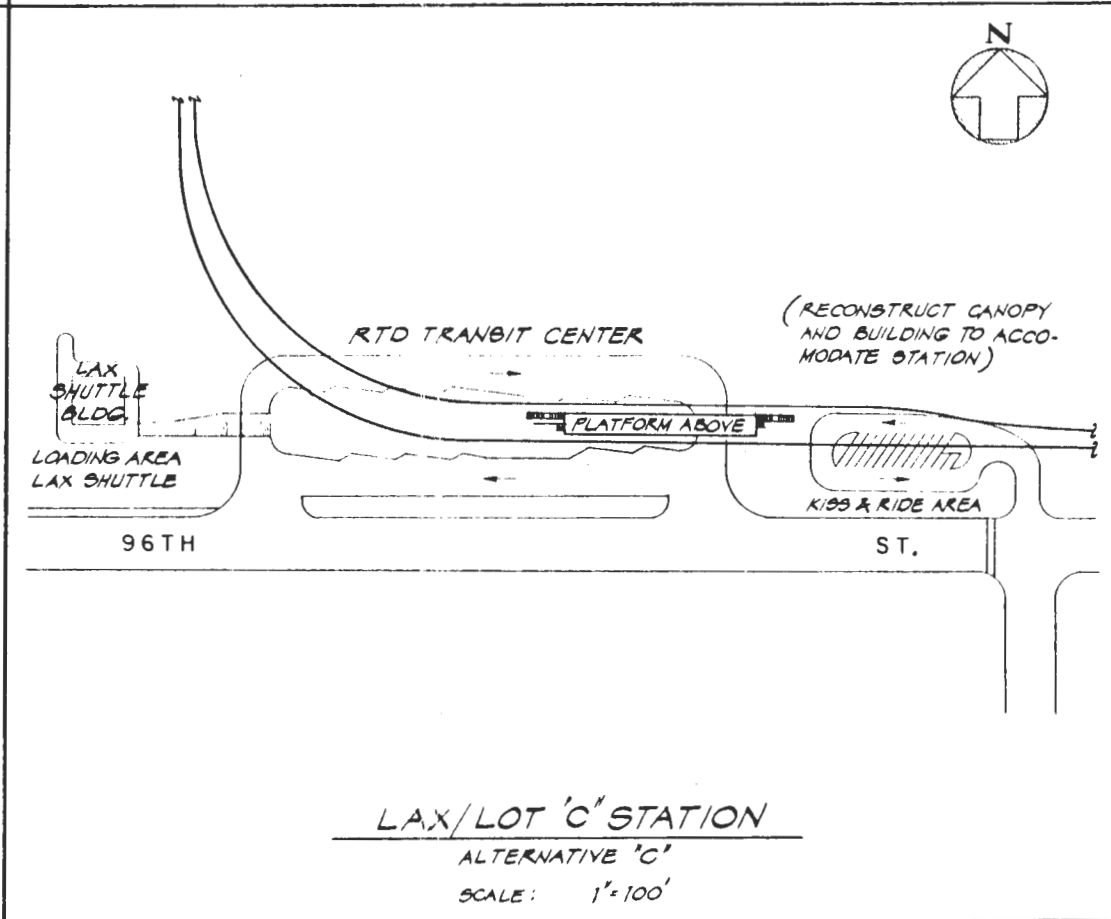 N
(RECONSTRUCT CANOPY
AND BUILDING TO ACCO-
MODATE STATION)
RTD TRANSIT CENTER
LAX
SHUTTLE
BLDG.
PLATFORM ABOVE
LOADING AREA
LAX SHUTTLE
KISS & RIDE AREA
96TH ST.
LAX/LOT "C" STATION
ALTERNATIVE "C"
SCALE: 1"=100'